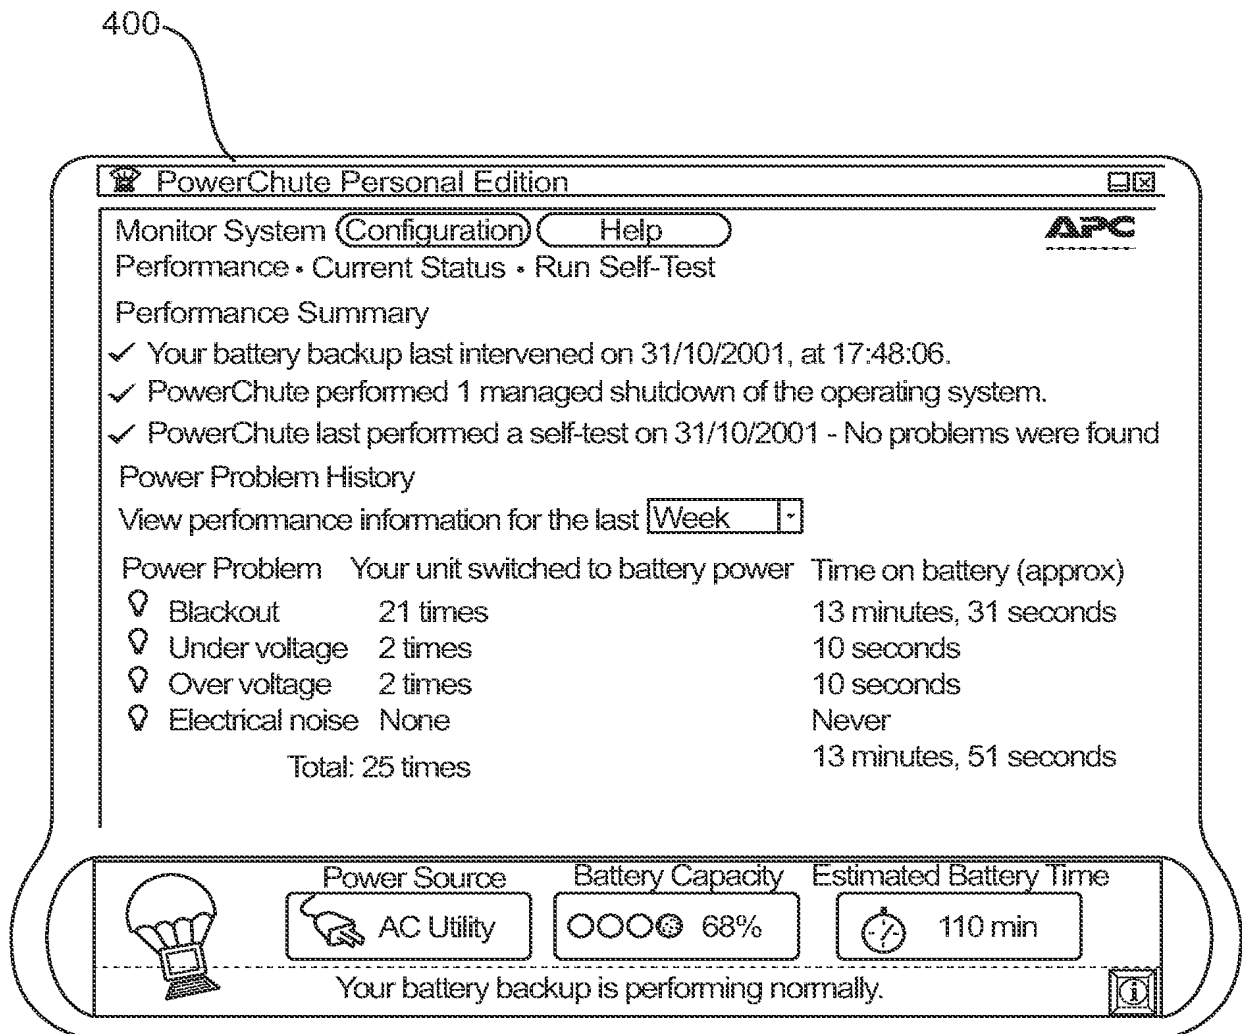 400
PowerChute Personal Edition
Monitor System Configuration Help APC
Performance • Current Status • Run Self-Test
Performance Summary
✓ Your battery backup last intervened on 31/10/2001, at 17:48:06.
✓ PowerChute performed 1 managed shutdown of the operating system.
✓ PowerChute last performed a self-test on 31/10/2001 - No problems were found
Power Problem History
View performance information for the last Week
Power Problem Your unit switched to battery power Time on battery (approx)
Blackout 21 times 13 minutes, 31 seconds
Under voltage 2 times 10 seconds
Over voltage 2 times 10 seconds
Electrical noise None Never
Total: 25 times 13 minutes, 51 seconds
Power Source Battery Capacity Estimated Battery Time
AC Utility 68% 110 min
Your battery backup is performing normally.